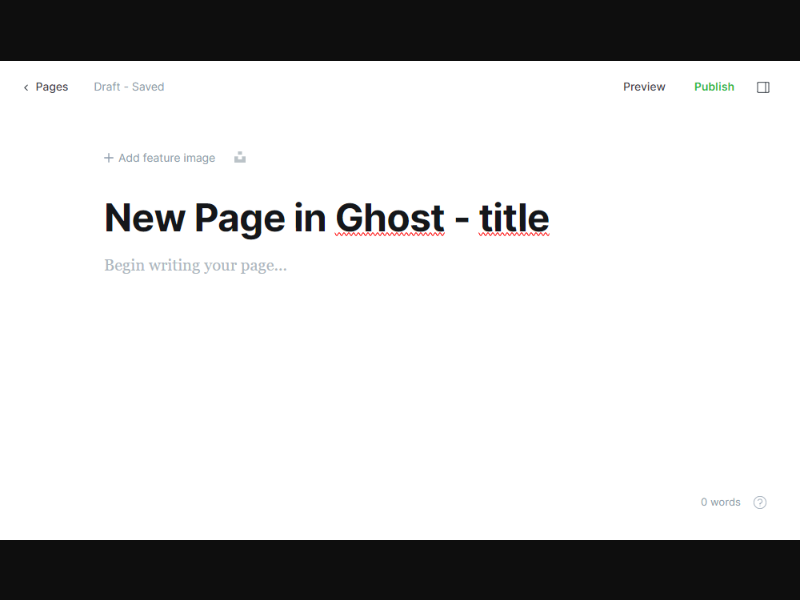 Pages Draft - Saved Preview Publish
Add feature image
New Page in Ghost - title
Begin writing your page...
0 words ?